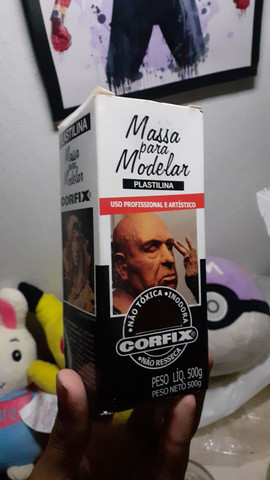 Massa
para
Modelar
PLASTILINA
USO PROFISSIONAL E ARTÍSTICO
NÃO TÓXICA • INODORA
CORFIX
• NÃO RESSECA •
PESO LÍQ. 500g
PESO NETO 500g
PLASTILINA
Massa
para
Modelar
CORFIX